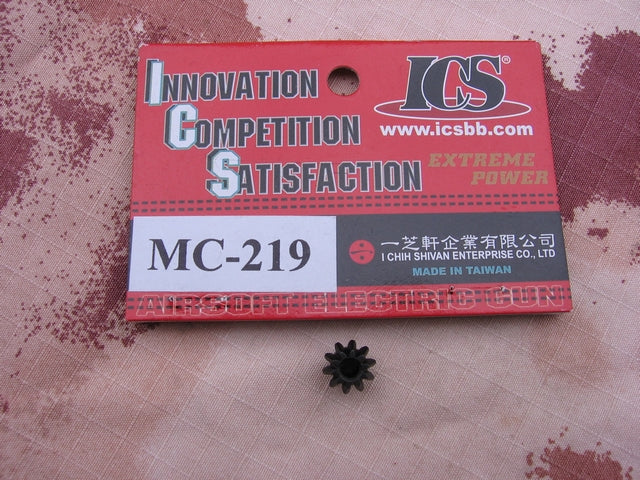 INNOVATION
COMPETITION
SATISFACTION
ICS®
www.icsbb.com
EXTREME
POWER
MC-219
一芝軒企業有限公司
I CHIH SHIVAN ENTERPRISE CO., LTD
MADE IN TAIWAN
AIRSOFT ELECTRIC GUN